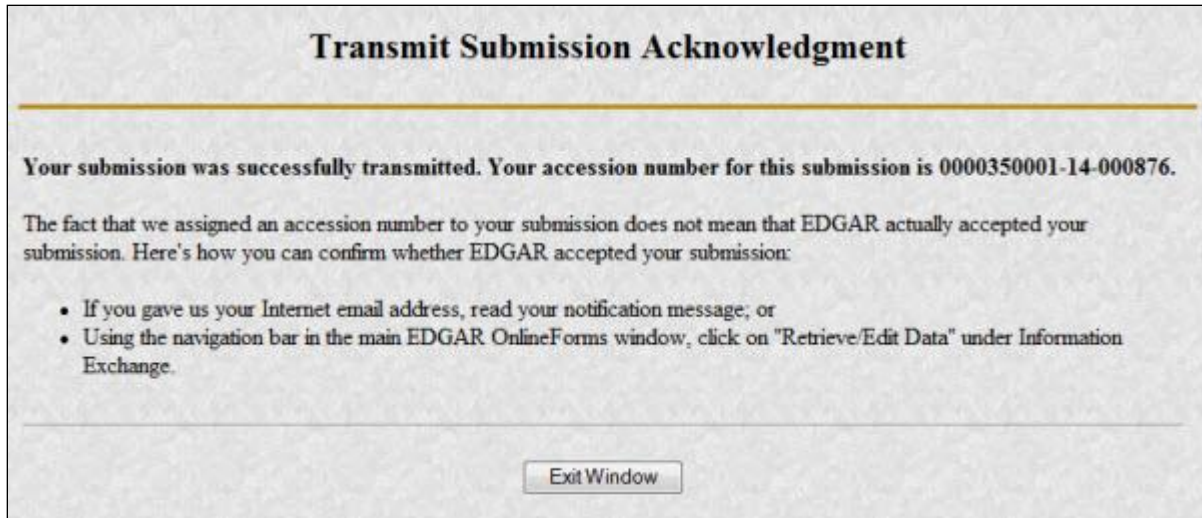 Transmit Submission Acknowledgment
Your submission was successfully transmitted. Your accession number for this submission is 0000350001-14-000876.
The fact that we assigned an accession number to your submission does not mean that EDGAR actually accepted your
submission. Here's how you can confirm whether EDGAR accepted your submission:
• If you gave us your Internet email address, read your notification message; or
• Using the navigation bar in the main EDGAR OnlineForms window, click on "Retrieve/Edit Data" under Information
Exchange.
Exit Window